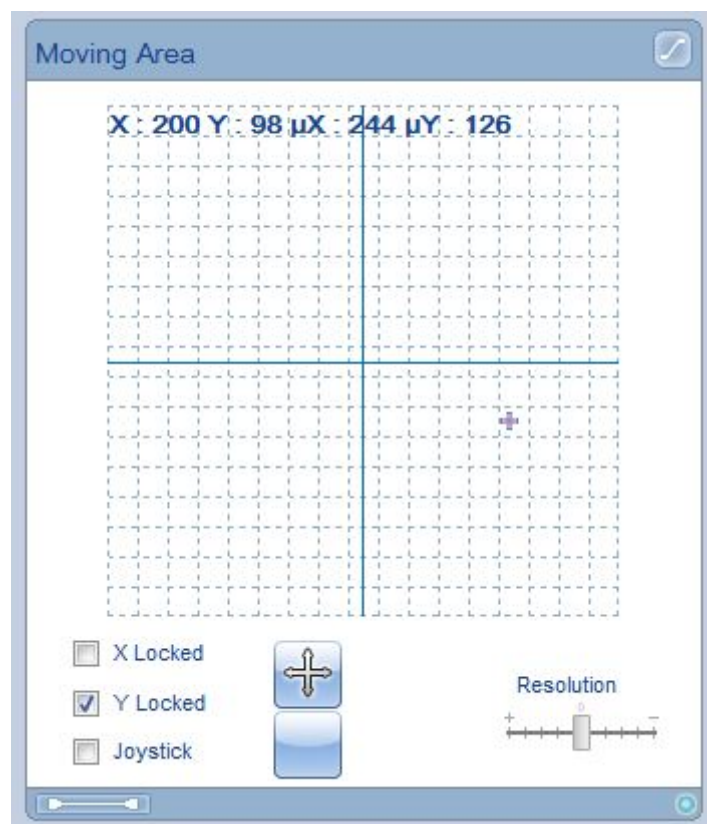 Moving Area
X : 200 Y : 98 µX : 244 µY : 126
X Locked
Y Locked
Joystick
Resolution
0
+ −